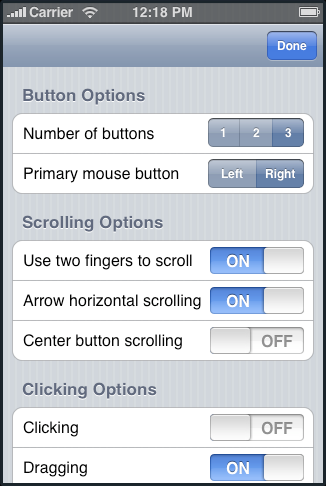 Carrier 12:18 PM
Done
Button Options
Number of buttons 1 2 3
Primary mouse button Left Right
Scrolling Options
Use two fingers to scroll ON
Arrow horizontal scrolling ON
Center button scrolling OFF
Clicking Options
Clicking OFF
Dragging ON